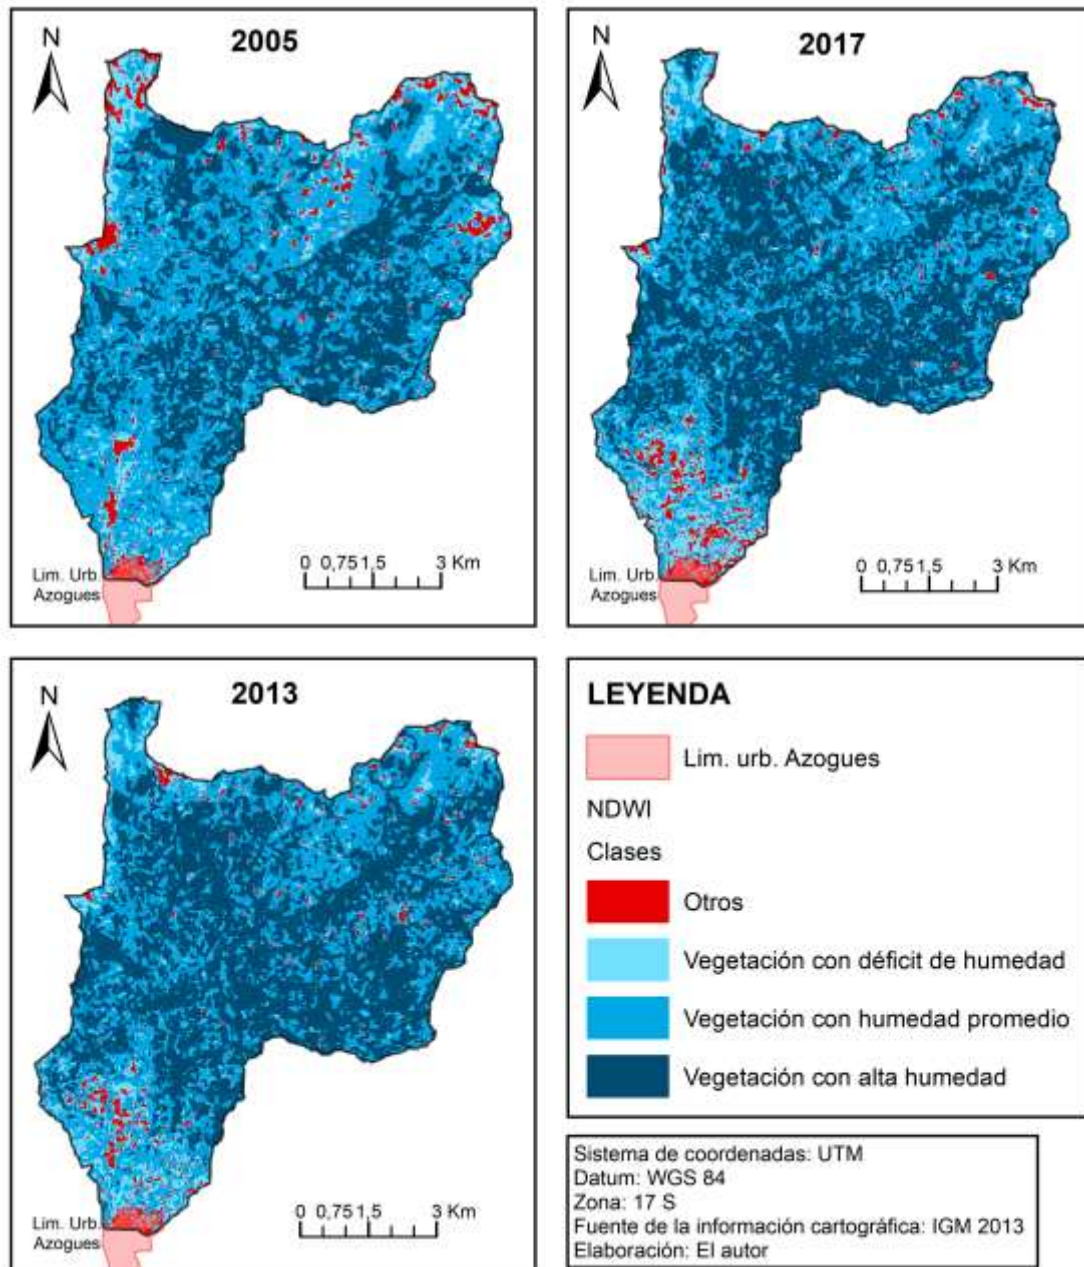 N
2005
0 0,75 1,5 3 Km
Lim. Urb.
Azogues
N
2017
0 0,75 1,5 3 Km
Lim. Urb.
Azogues
N
2013
0 0,75 1,5 3 Km
Lim. Urb.
Azogues
LEYENDA
Lim. urb. Azogues
NDWI
Clases
Otros
Vegetación con déficit de humedad
Vegetación con humedad promedio
Vegetación con alta humedad
Sistema de coordenadas: UTM
Datum: WGS 84
Zona: 17 S
Fuente de la información cartográfica: IGM 2013
Elaboración: El autor